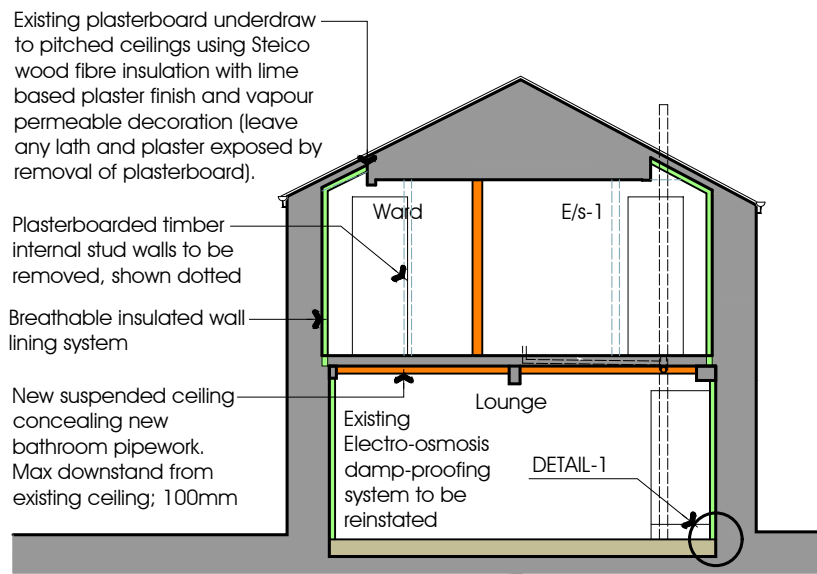 Existing plasterboard underdraw
to pitched ceilings using Steico
wood fibre insulation with lime
based plaster finish and vapour
permeable decoration (leave
any lath and plaster exposed by
removal of plasterboard).
Plasterboarded timber
internal stud walls to be
removed, shown dotted
Breathable insulated wall
lining system
New suspended ceiling
concealing new
bathroom pipework.
Max downstand from
existing ceiling; 100mm
Ward
E/s-1
Lounge
Existing
Electro-osmosis
damp-proofing
system to be
reinstated
DETAIL-1